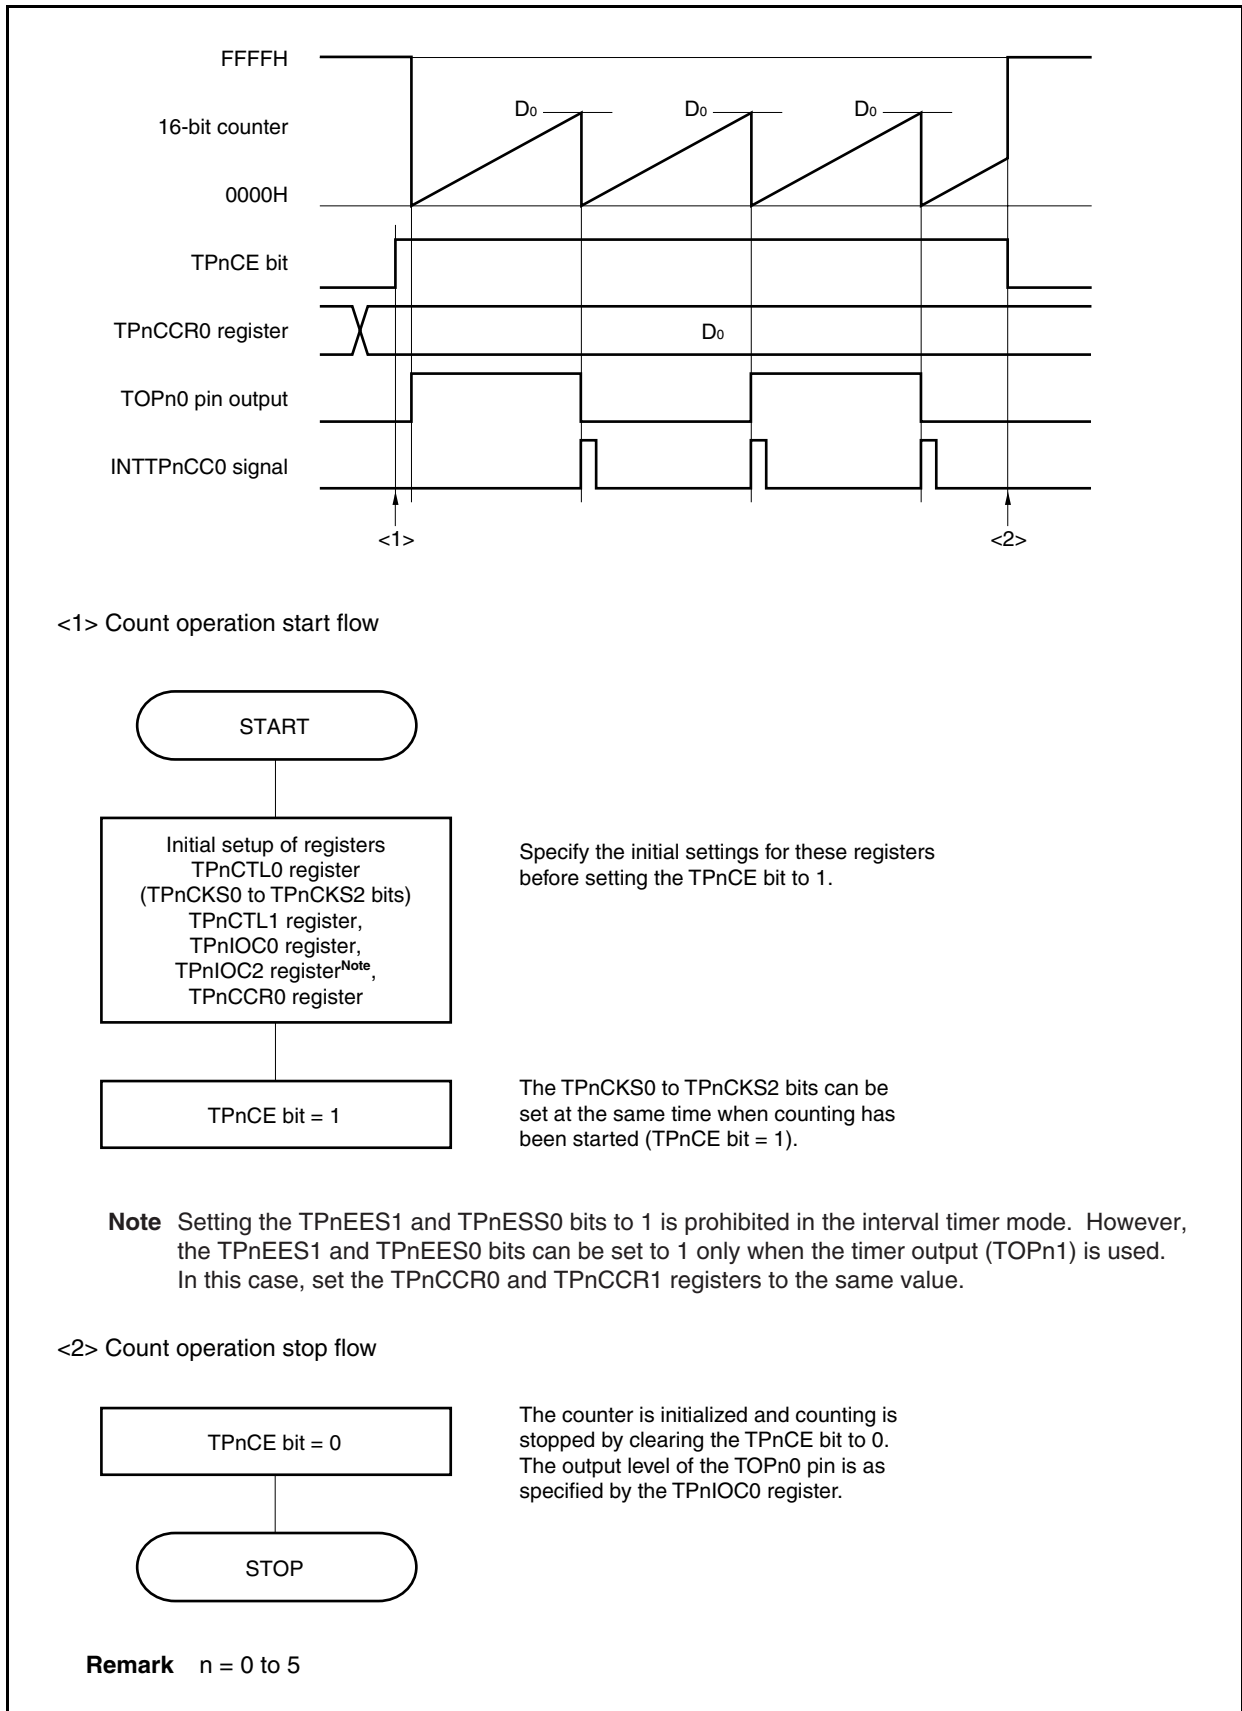 FFFFH
D0 D0 D0
16-bit counter
0000H
TPnCE bit
TPnCCR0 register
D0
TOPn0 pin output
INTTPnCC0 signal
<1> <2>
<1> Count operation start flow
START
Initial setup of registers
TPnCTL0 register
(TPnCKS0 to TPnCKS2 bits)
TPnCTL1 register,
TPnIOC0 register,
TPnIOC2 registerNote,
TPnCCR0 register
Specify the initial settings for these registers
before setting the TPnCE bit to 1.
TPnCE bit = 1
The TPnCKS0 to TPnCKS2 bits can be
set at the same time when counting has
been started (TPnCE bit = 1).
Note Setting the TPnEES1 and TPnESS0 bits to 1 is prohibited in the interval timer mode. However,
the TPnEES1 and TPnEES0 bits can be set to 1 only when the timer output (TOPn1) is used.
In this case, set the TPnCCR0 and TPnCCR1 registers to the same value.
<2> Count operation stop flow
TPnCE bit = 0
The counter is initialized and counting is
stopped by clearing the TPnCE bit to 0.
The output level of the TOPn0 pin is as
specified by the TPnIOC0 register.
STOP
Remark n = 0 to 5